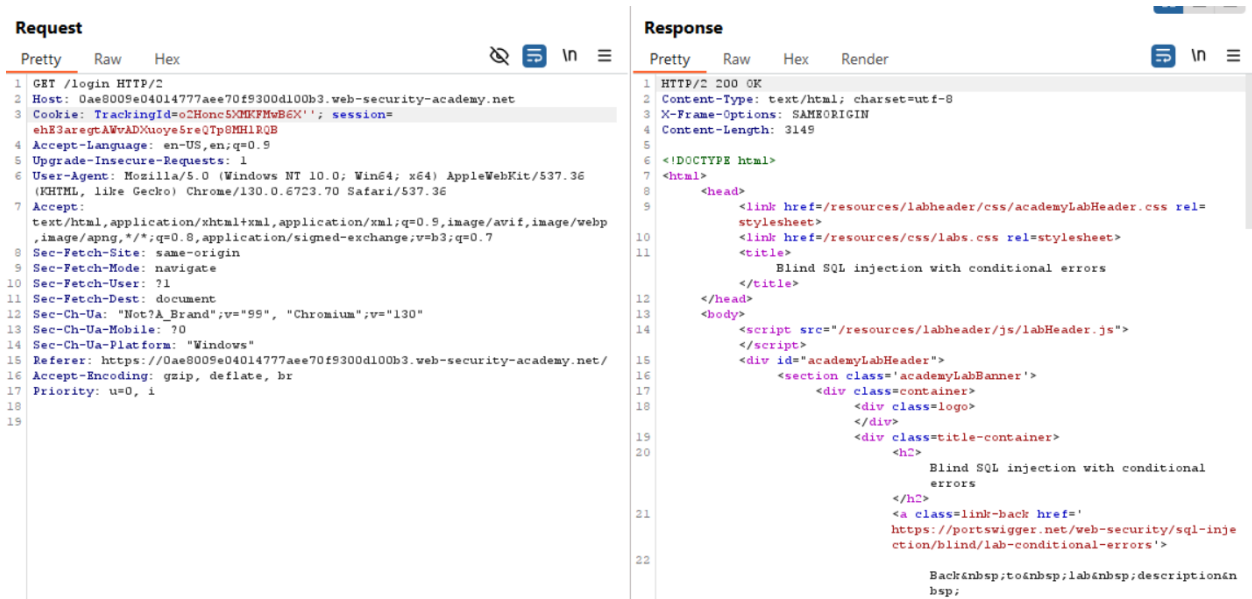 Request
Pretty Raw Hex
\n
1 GET /login HTTP/2
2 Host: 0ae8009e04014777aee70f9300d100b3.web-security-academy.net
3 Cookie: TrackingId=o2Honc5XMKFMwB6X''; session=
ehE3aregtAWvADXuoye5reQTp8MH1RQB
4 Accept-Language: en-US,en;q=0.9
5 Upgrade-Insecure-Requests: 1
6 User-Agent: Mozilla/5.0 (Windows NT 10.0; Win64; x64) AppleWebKit/537.36
(KHTML, like Gecko) Chrome/130.0.6723.70 Safari/537.36
7 Accept:
text/html,application/xhtml+xml,application/xml;q=0.9,image/avif,image/webp
,image/apng,*/*;q=0.8,application/signed-exchange;v=b3;q=0.7
8 Sec-Fetch-Site: same-origin
9 Sec-Fetch-Mode: navigate
10 Sec-Fetch-User: ?1
11 Sec-Fetch-Dest: document
12 Sec-Ch-Ua: "Not?A_Brand";v="99", "Chromium";v="130"
13 Sec-Ch-Ua-Mobile: ?0
14 Sec-Ch-Ua-Platform: "Windows"
15 Referer: https://0ae8009e04014777aee70f9300d100b3.web-security-academy.net/
16 Accept-Encoding: gzip, deflate, br
17 Priority: u=0, i
18
19
Response
Pretty Raw Hex Render
\n
1 HTTP/2 200 OK
2 Content-Type: text/html; charset=utf-8
3 X-Frame-Options: SAMEORIGIN
4 Content-Length: 3149
5
6 <!DOCTYPE html>
7 <html>
8 <head>
9 <link href=/resources/labheader/css/academyLabHeader.css rel=
stylesheet>
10 <link href=/resources/css/labs.css rel=stylesheet>
11 <title>
Blind SQL injection with conditional errors
</title>
12 </head>
13 <body>
14 <script src="/resources/labheader/js/labHeader.js">
</script>
15 <div id="academyLabHeader">
16 <section class='academyLabBanner'>
17 <div class=container>
18 <div class=logo>
</div>
19 <div class=title-container>
20 <h2>
Blind SQL injection with conditional
errors
</h2>
21 <a class=link-back href='
https://portswigger.net/web-security/sql-inje
ction/blind/lab-conditional-errors'>
22
Back&nbsp;to&nbsp;lab&nbsp;description&n
bsp;